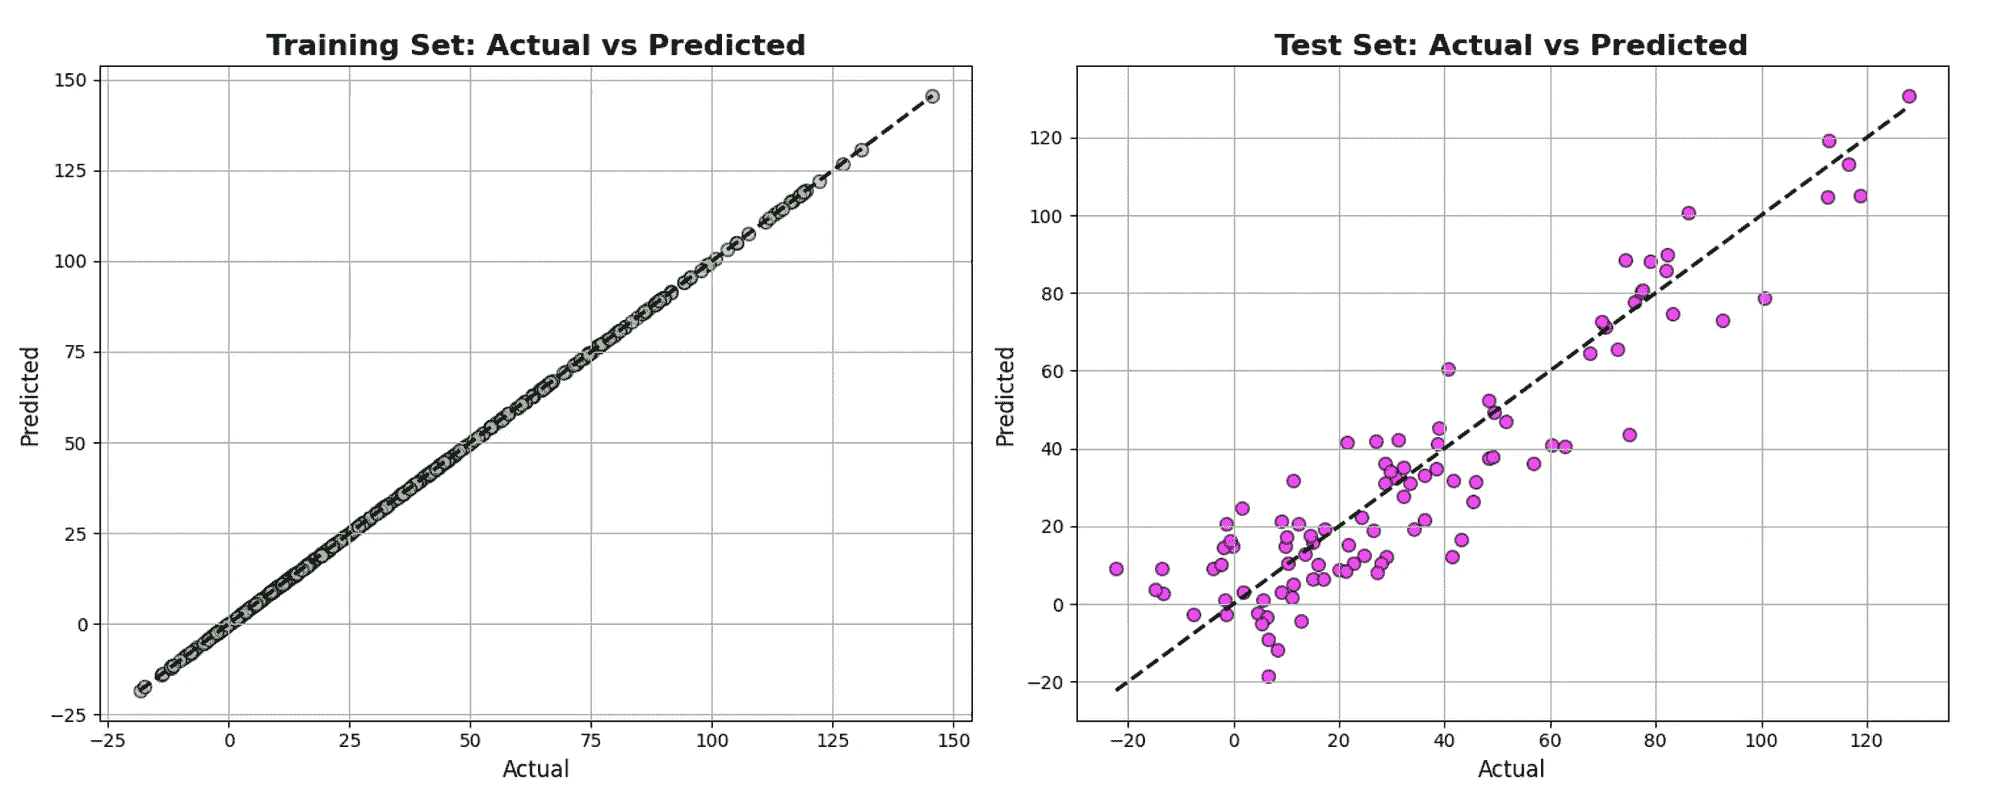 Training Set: Actual vs Predicted
150
125
100
75
50
25
0
−25
Predicted
−25 0 25 50 75 100 125 150
Actual
Test Set: Actual vs Predicted
120
100
80
60
40
20
0
−20
Predicted
−20 0 20 40 60 80 100 120
Actual